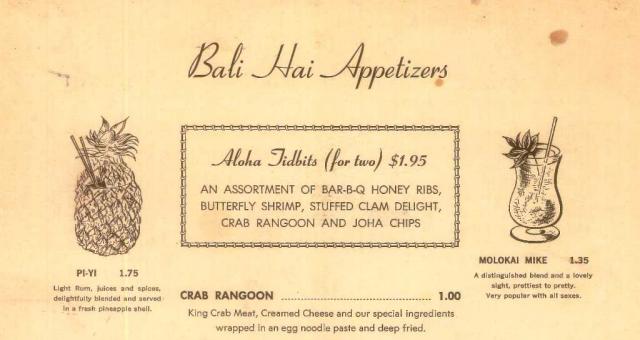 Bali Hai Appetizers
Aloha Tidbits (for two) $1.95
AN ASSORTMENT OF BAR-B-Q HONEY RIBS,
BUTTERFLY SHRIMP, STUFFED CLAM DELIGHT,
CRAB RANGOON AND JOHA CHIPS
PI-YI 1.75
Light Rum, juices and spices,
delightfully blended and served
in a fresh pineapple shell.
MOLOKAI MIKE 1.35
A distinguished blend and a lovely
sight, prettiest to pretty.
Very popular with all sexes.
CRAB RANGOON ........................................ 1.00
King Crab Meat, Creamed Cheese and our special ingredients
wrapped in an egg noodle paste and deep fried.